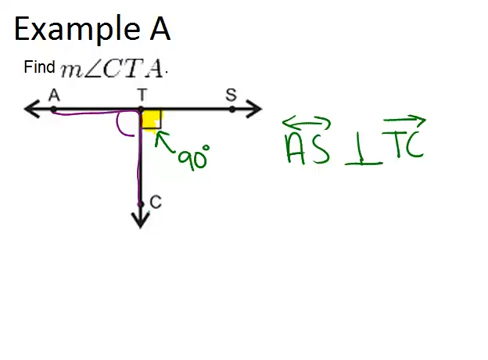 Example A
Find m∠CTA.
A T S
90°
AS ⊥ TC
C